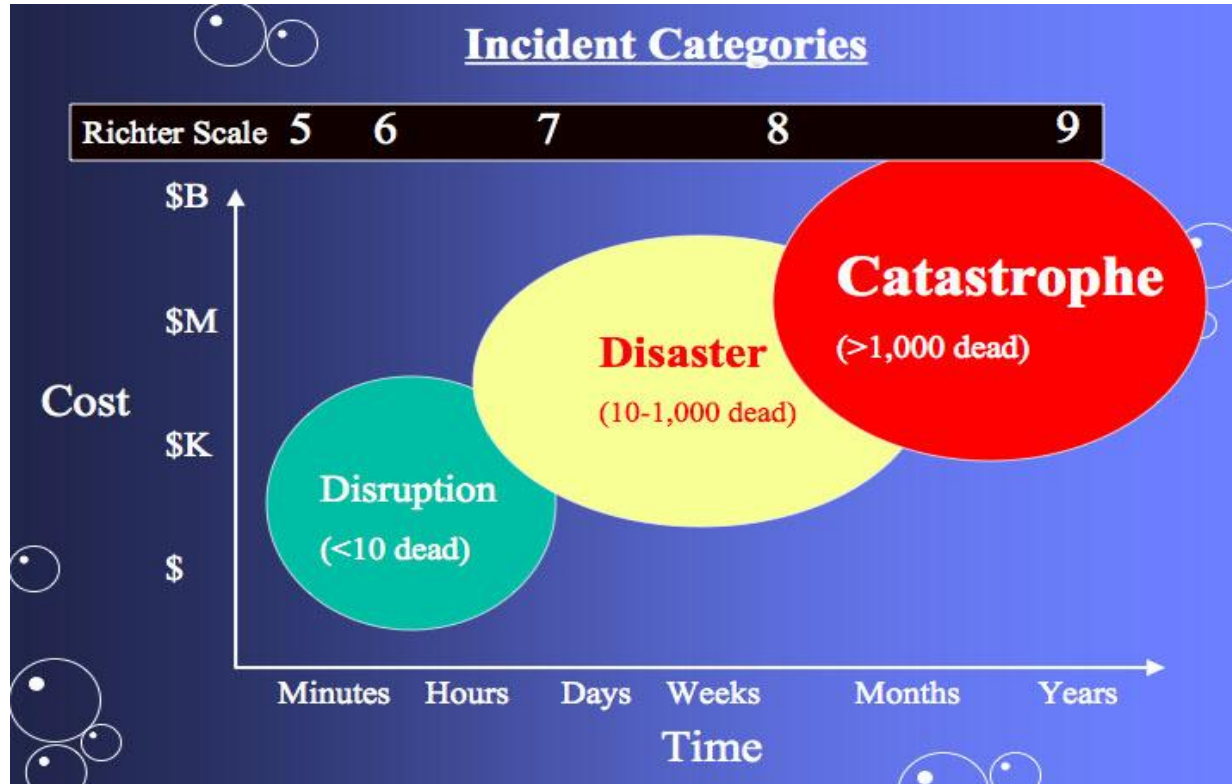 Incident Categories
Richter Scale 5 6 7 8 9
$B
$M
Cost
$K
$
Catastrophe
(>1,000 dead)
Disaster
(10-1,000 dead)
Disruption
(<10 dead)
Minutes Hours Days Weeks Months Years
Time